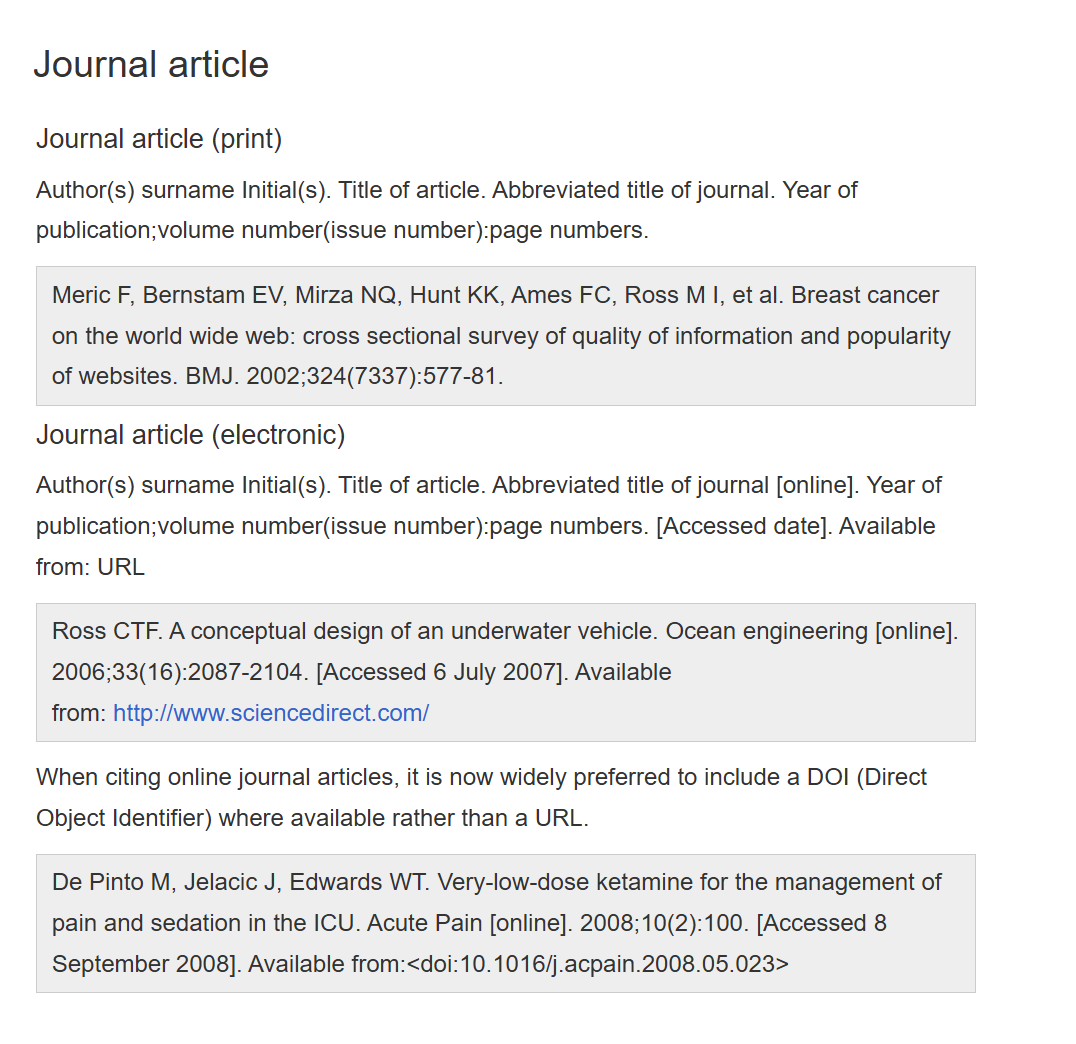 Journal article
Journal article (print)
Author(s) surname Initial(s). Title of article. Abbreviated title of journal. Year of
publication;volume number(issue number):page numbers.
Meric F, Bernstam EV, Mirza NQ, Hunt KK, Ames FC, Ross M I, et al. Breast cancer
on the world wide web: cross sectional survey of quality of information and popularity
of websites. BMJ. 2002;324(7337):577-81.
Journal article (electronic)
Author(s) surname Initial(s). Title of article. Abbreviated title of journal [online]. Year of
publication;volume number(issue number):page numbers. [Accessed date]. Available
from: URL
Ross CTF. A conceptual design of an underwater vehicle. Ocean engineering [online].
2006;33(16):2087-2104. [Accessed 6 July 2007]. Available
from: http://www.sciencedirect.com/
When citing online journal articles, it is now widely preferred to include a DOI (Direct
Object Identifier) where available rather than a URL.
De Pinto M, Jelacic J, Edwards WT. Very-low-dose ketamine for the management of
pain and sedation in the ICU. Acute Pain [online]. 2008;10(2):100. [Accessed 8
September 2008]. Available from:<doi:10.1016/j.acpain.2008.05.023>